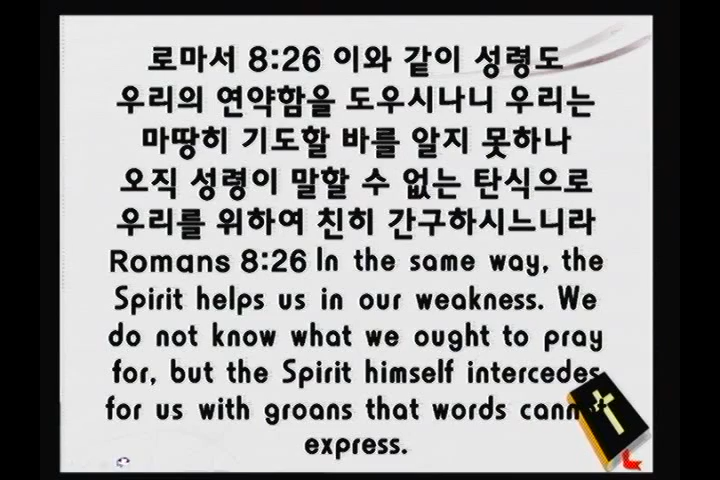 로마서 8:26 이와 같이 성령도
우리의 연약함을 도우시나니 우리는
마땅히 기도할 바를 알지 못하나
오직 성령이 말할 수 없는 탄식으로
우리를 위하여 친히 간구하시느니라
Romans 8:26 In the same way, the
Spirit helps us in our weakness. We
do not know what we ought to pray
for, but the Spirit himself intercedes
for us with groans that words cann
express.